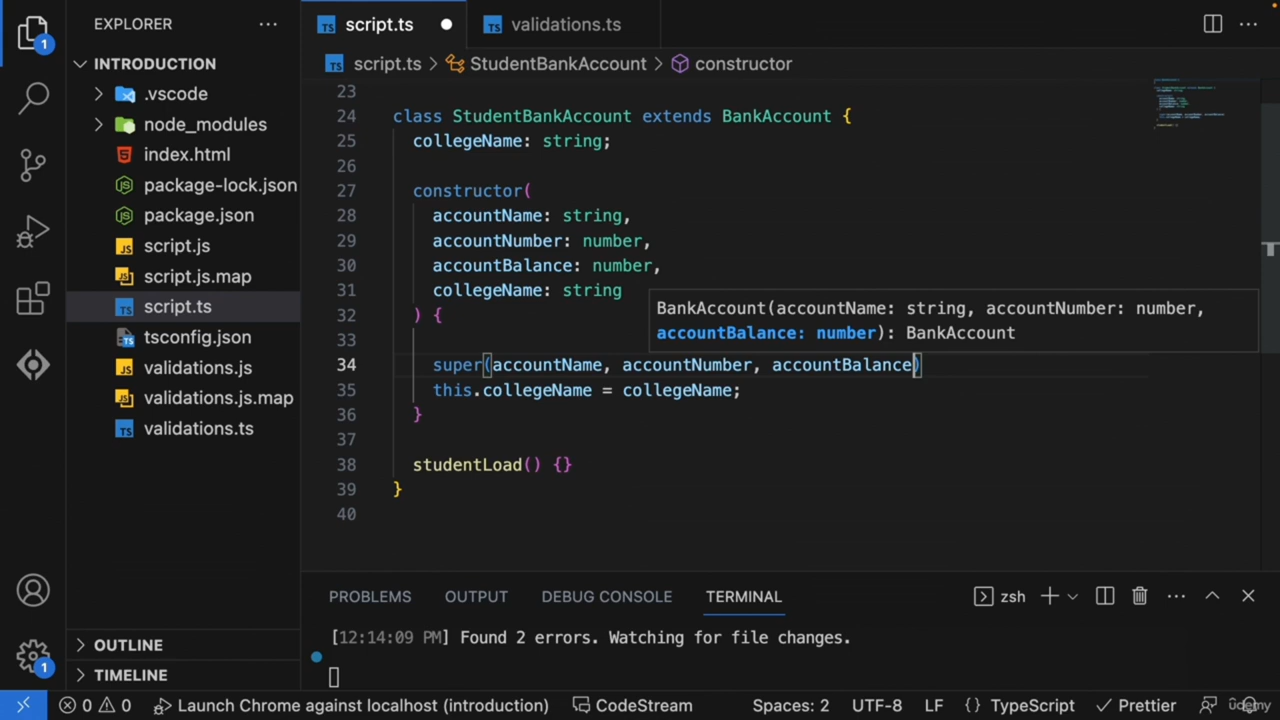 EXPLORER
script.ts
validations.ts
INTRODUCTION
script.ts > StudentBankAccount > constructor
.vscode
node_modules
index.html
package-lock.json
package.json
script.js
script.js.map
script.ts
tsconfig.json
validations.js
validations.js.map
validations.ts
OUTLINE
TIMELINE
23
24 class StudentBankAccount extends BankAccount {
25 collegeName: string;
26
27 constructor(
28 accountName: string,
29 accountNumber: number,
30 accountBalance: number,
31 collegeName: string
32 ) {
33
34 super(accountName, accountNumber, accountBalance)
35 this.collegeName = collegeName;
36 }
37
38 studentLoad() {}
39 }
40
BankAccount(accountName: string, accountNumber: number,
accountBalance: number): BankAccount
PROBLEMS OUTPUT DEBUG CONSOLE TERMINAL zsh
[12:14:09 PM] Found 2 errors. Watching for file changes.
1
1
0 0 Launch Chrome against localhost (introduction) CodeStream Spaces: 2 UTF-8 LF {} TypeScript Prettier
udemy